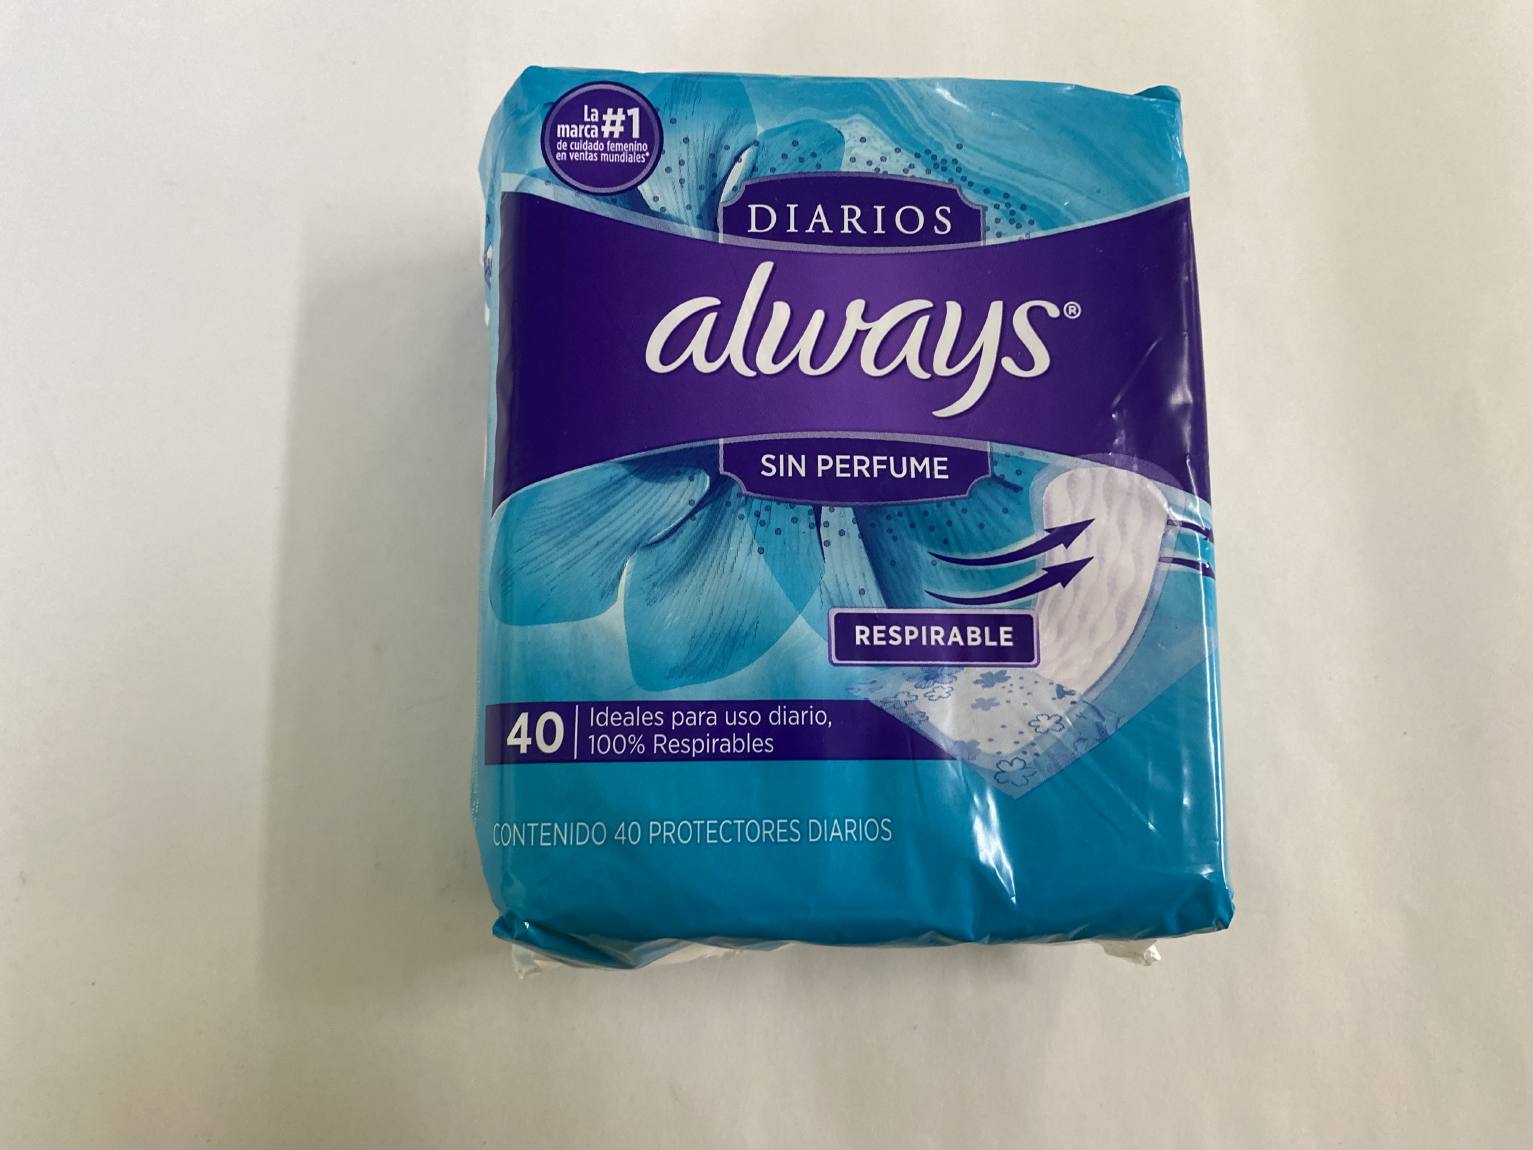 La
marca #1
de cuidado femenino
en ventas mundiales*
DIARIOS
always®
SIN PERFUME
RESPIRABLE
40 Ideales para uso diario,
100% Respirables
CONTENIDO 40 PROTECTORES DIARIOS